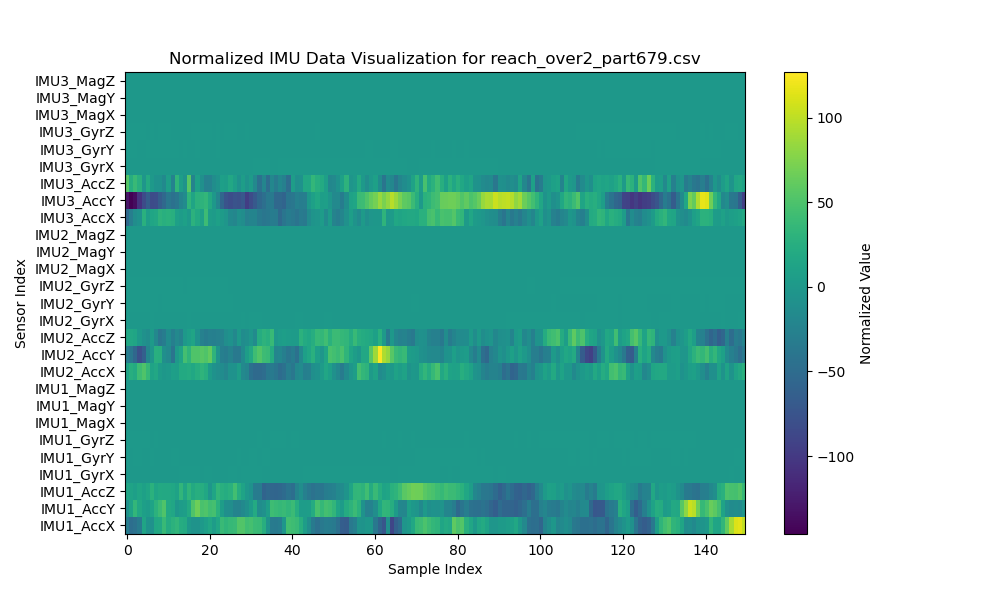 Normalized IMU Data Visualization for reach_over2_part679.csv
IMU3_MagZ
IMU3_MagY
IMU3_MagX
IMU3_GyrZ
IMU3_GyrY
IMU3_GyrX
IMU3_AccZ
IMU3_AccY
IMU3_AccX
IMU2_MagZ
IMU2_MagY
IMU2_MagX
IMU2_GyrZ
IMU2_GyrY
IMU2_GyrX
IMU2_AccZ
IMU2_AccY
IMU2_AccX
IMU1_MagZ
IMU1_MagY
IMU1_MagX
IMU1_GyrZ
IMU1_GyrY
IMU1_GyrX
IMU1_AccZ
IMU1_AccY
IMU1_AccX
Sensor Index
0 20 40 60 80 100 120 140
Sample Index
100
50
0
−50
−100
Normalized Value